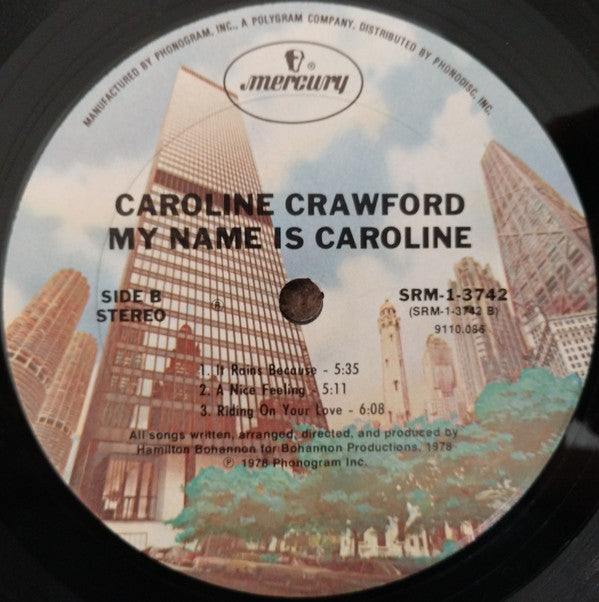 MANUFACTURED BY PHONOGRAM, INC., A POLYGRAM COMPANY, DISTRIBUTED BY PHONODISC, INC.
®
mercury
CAROLINE CRAWFORD
MY NAME IS CAROLINE
SIDE B
STEREO
SRM-1-3742
(SRM-1-3742 B)
9110.086
1. It Rains Because - 5:35
2. A Nice Feeling - 5:11
3. Riding On Your Love - 6:08
All songs written, arranged, directed, and produced by
Hamilton Bohannon for Bohannon Productions, 1978
℗ 1978 Phonogram Inc.